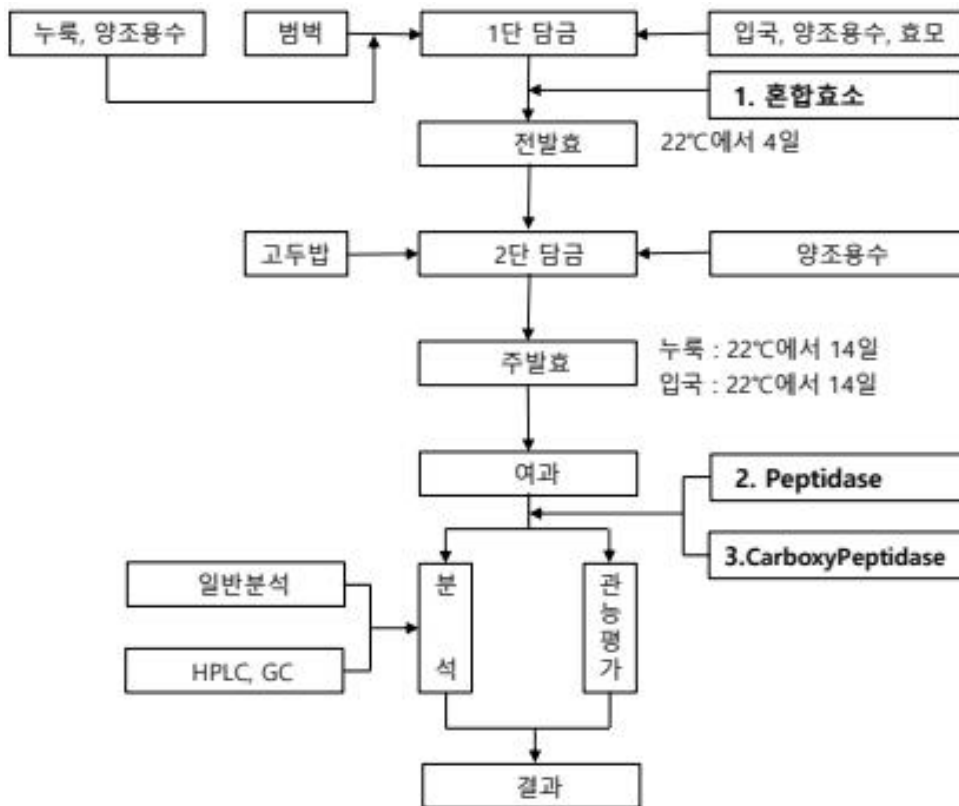 누룩, 양조용수
범벅
1단 담금
입국, 양조용수, 효모
1. 혼합효소
전발효
22℃에서 4일
고두밥
2단 담금
양조용수
주발효
누룩 : 22℃에서 14일
입국 : 22℃에서 14일
여과
2. Peptidase
3.CarboxyPeptidase
일반분석
HPLC, GC
분 석
관능평가
결과